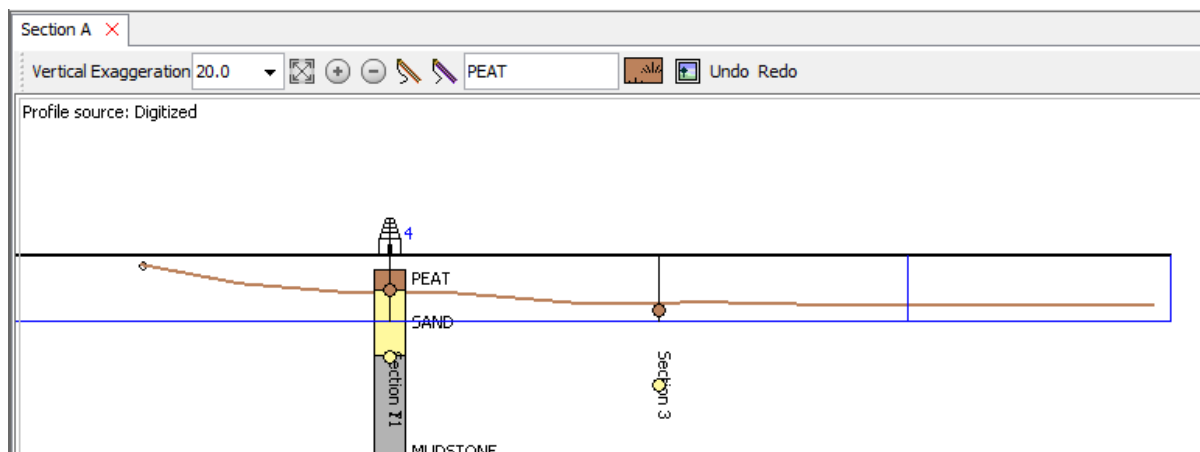 Section A
Vertical Exaggeration 20.0 PEAT Undo Redo
Profile source: Digitized
4
PEAT
SAND
Section 3
MUDSTONE